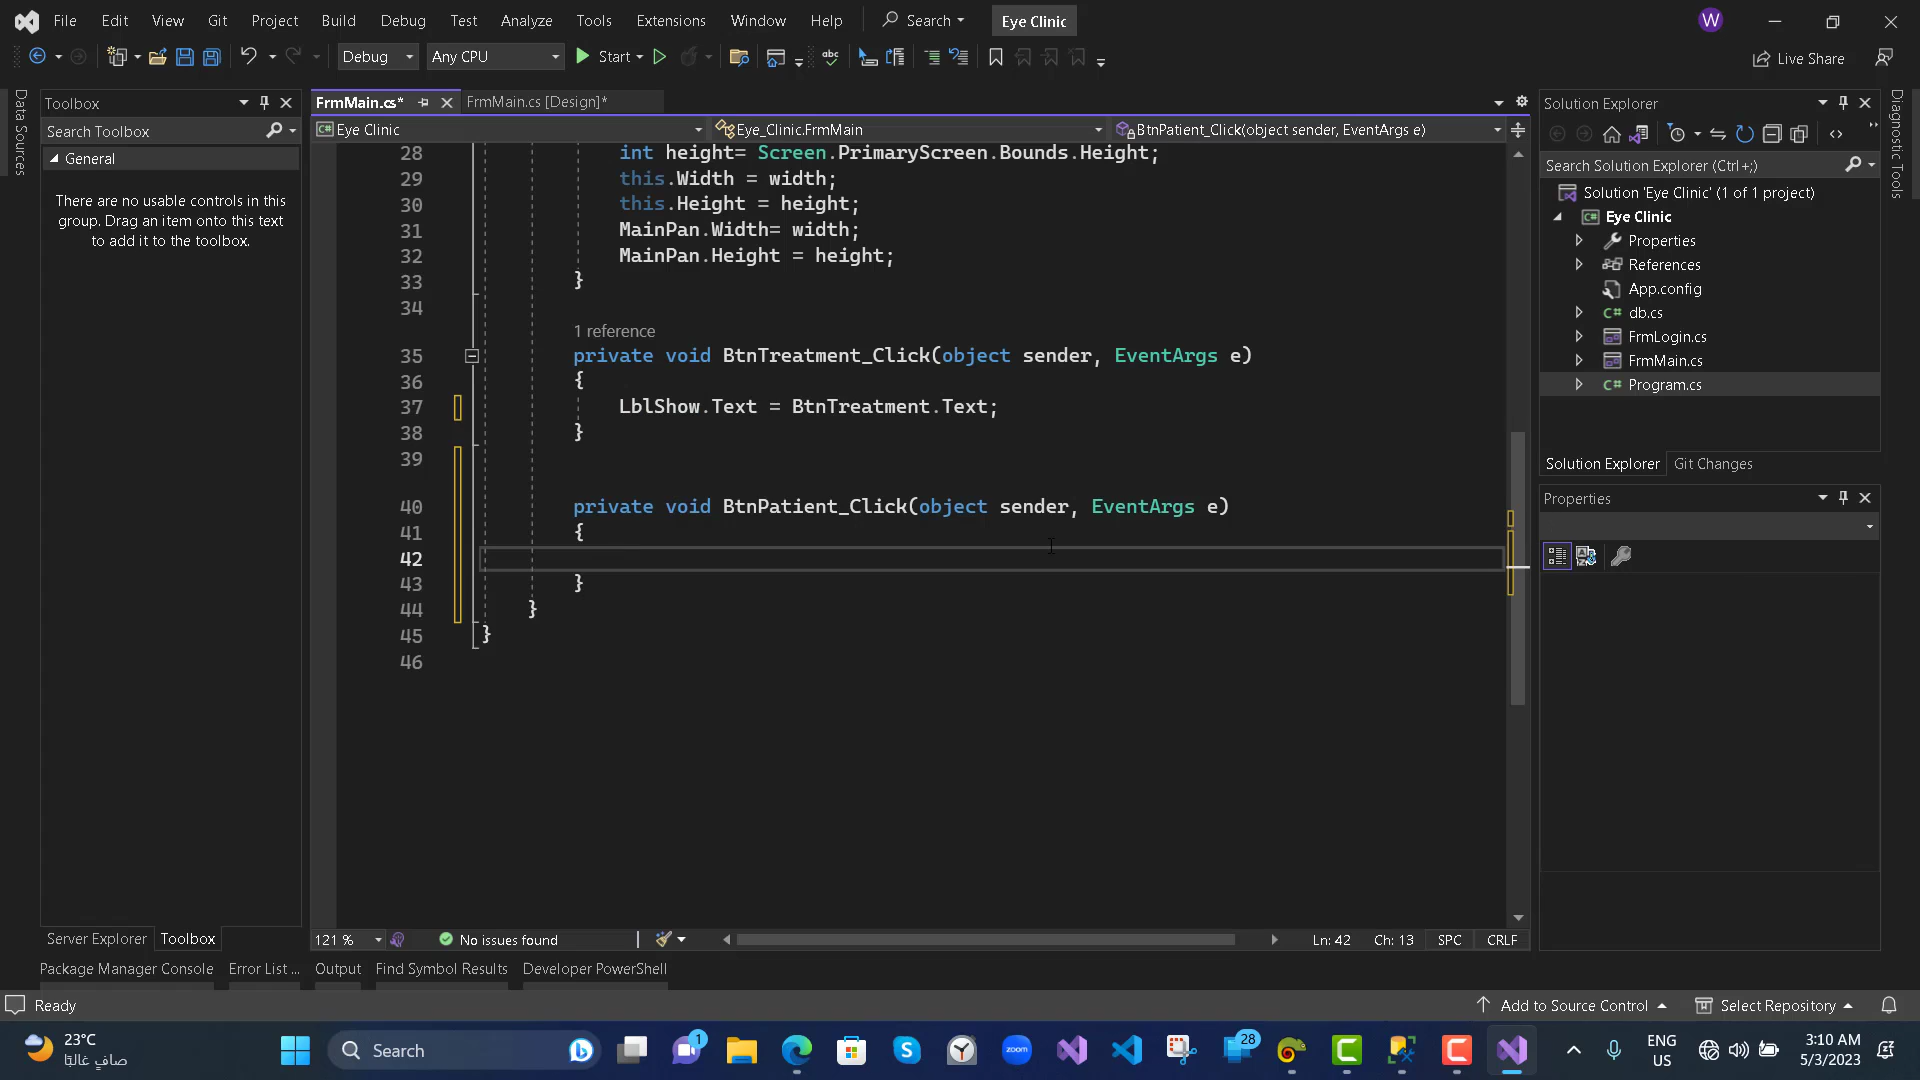 File Edit View Git Project Build Debug Test Analyze Tools Extensions Window Help Search Eye Clinic W
Debug Any CPU Start abc Live Share
Data Sources
Toolbox
Search Toolbox
General
There are no usable controls in this
group. Drag an item onto this text
to add it to the toolbox.
Server Explorer Toolbox
FrmMain.cs* FrmMain.cs [Design]*
Eye Clinic Eye_Clinic.FrmMain BtnPatient_Click(object sender, EventArgs e)
28 int height= Screen.PrimaryScreen.Bounds.Height;
29 this.Width = width;
30 this.Height = height;
31 MainPan.Width= width;
32 MainPan.Height = height;
33 }
34
1 reference
35 private void BtnTreatment_Click(object sender, EventArgs e)
36 {
37 LblShow.Text = BtnTreatment.Text;
38 }
39
40 private void BtnPatient_Click(object sender, EventArgs e)
41 {
42
43 }
44 }
45 }
46
121 % No issues found Ln: 42 Ch: 13 SPC CRLF
Solution Explorer
Search Solution Explorer (Ctrl+;)
Solution 'Eye Clinic' (1 of 1 project)
C# Eye Clinic
Properties
References
App.config
C# db.cs
FrmLogin.cs
FrmMain.cs
C# Program.cs
Solution Explorer Git Changes
Properties
Diagnostic Tools
Package Manager Console Error List ... Output Find Symbol Results Developer PowerShell
Ready Add to Source Control Select Repository
23°C
صافٍ غالبًا
Search 1 zoom 28
ENG
US
3:10 AM
5/3/2023